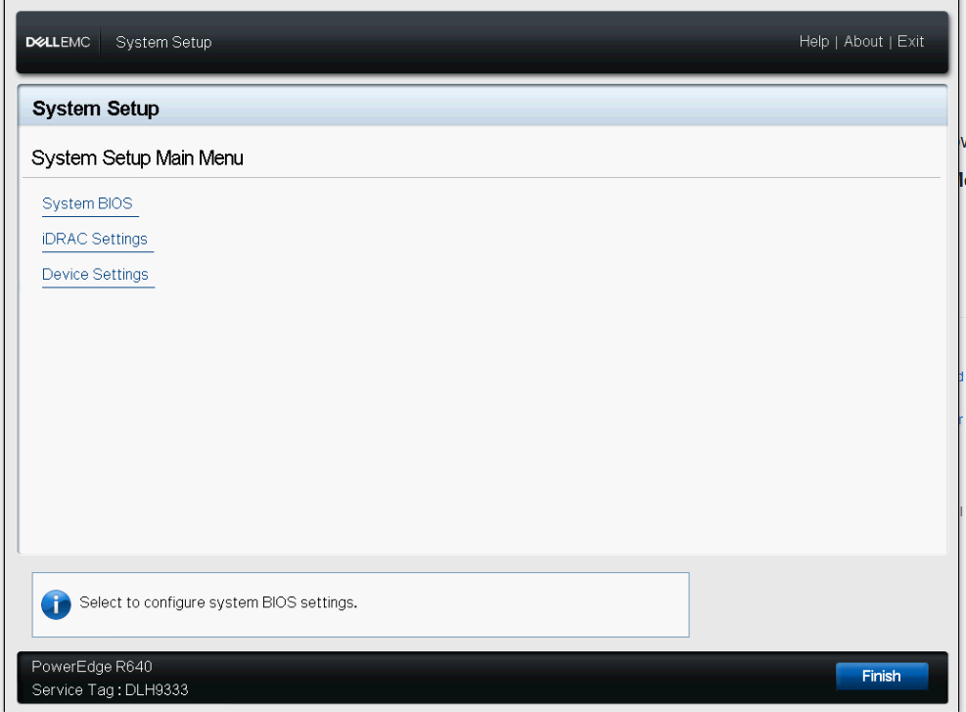 DELLEMC System Setup Help | About | Exit
System Setup
System Setup Main Menu
System BIOS
iDRAC Settings
Device Settings
Select to configure system BIOS settings.
PowerEdge R640
Service Tag : DLH9333
Finish